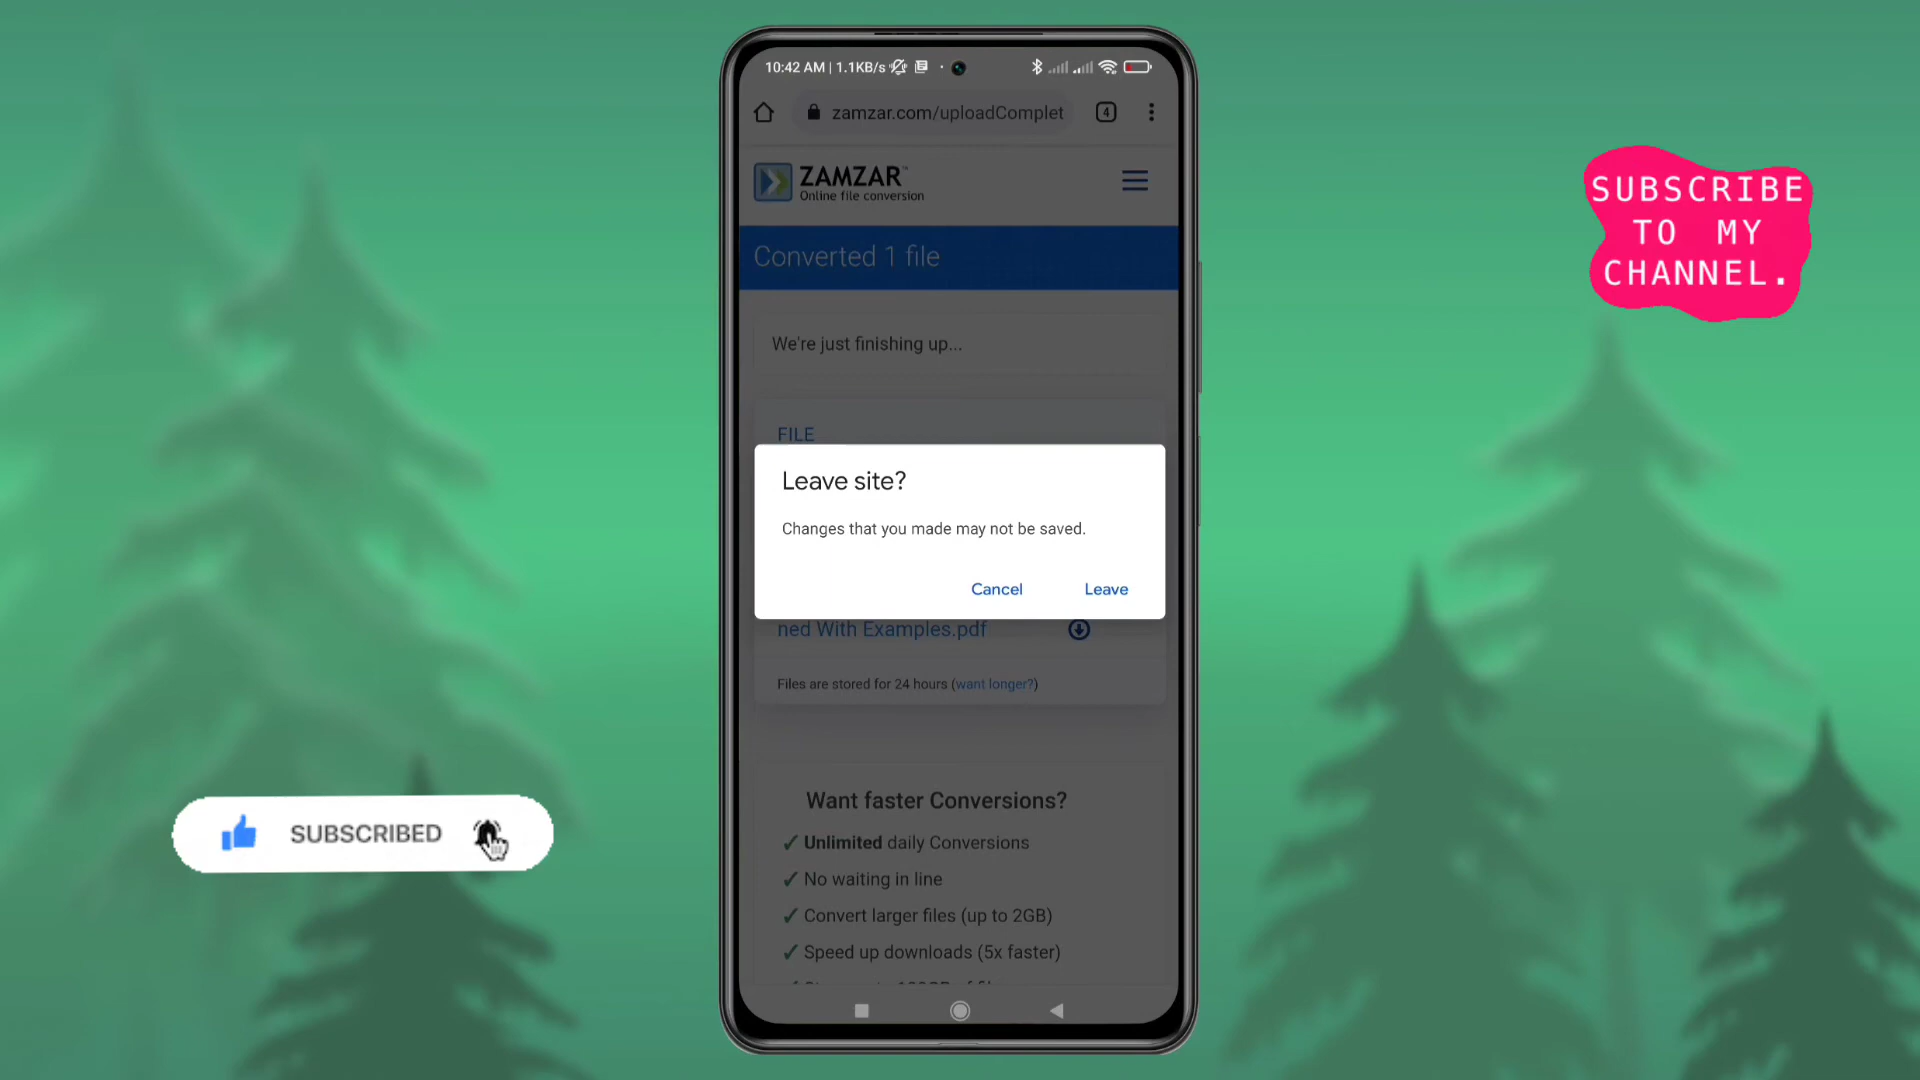 10:42 AM | 1.1KB/s
zamzar.com/uploadComplet
4
ZAMZAR™
Online file conversion
Converted 1 file
We're just finishing up...
FILE
Leave site?
Changes that you made may not be saved.
Cancel Leave
ned With Examples.pdf
Files are stored for 24 hours (want longer?)
Want faster Conversions?
✓ Unlimited daily Conversions
✓ No waiting in line
✓ Convert larger files (up to 2GB)
✓ Speed up downloads (5x faster)
SUBSCRIBE
TO MY
CHANNEL.
SUBSCRIBED